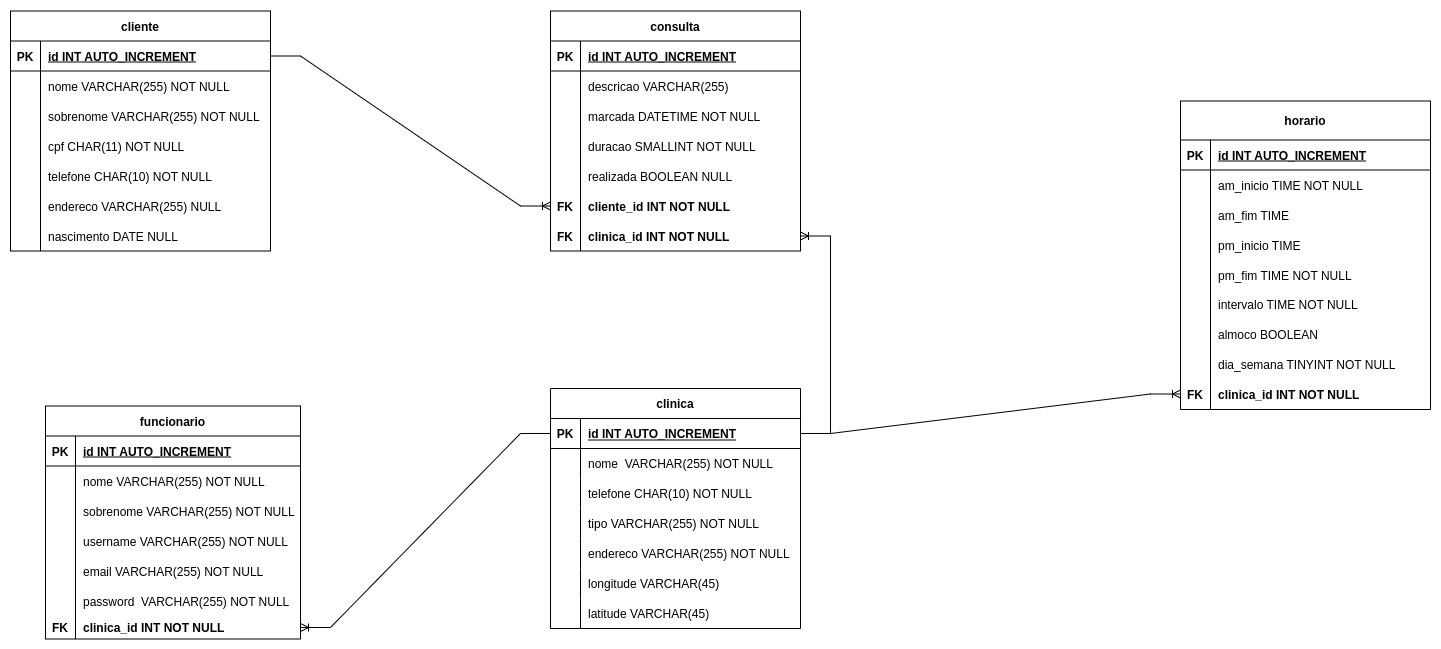 cliente
PK id INT AUTO_INCREMENT
nome VARCHAR(255) NOT NULL
sobrenome VARCHAR(255) NOT NULL
cpf CHAR(11) NOT NULL
telefone CHAR(10) NOT NULL
endereco VARCHAR(255) NULL
nascimento DATE NULL
consulta
PK id INT AUTO_INCREMENT
descricao VARCHAR(255)
marcada DATETIME NOT NULL
duracao SMALLINT NOT NULL
realizada BOOLEAN NULL
FK cliente_id INT NOT NULL
FK clinica_id INT NOT NULL
horario
PK id INT AUTO_INCREMENT
am_inicio TIME NOT NULL
am_fim TIME
pm_inicio TIME
pm_fim TIME NOT NULL
intervalo TIME NOT NULL
almoco BOOLEAN
dia_semana TINYINT NOT NULL
FK clinica_id INT NOT NULL
funcionario
PK id INT AUTO_INCREMENT
nome VARCHAR(255) NOT NULL
sobrenome VARCHAR(255) NOT NULL
username VARCHAR(255) NOT NULL
email VARCHAR(255) NOT NULL
password  VARCHAR(255) NOT NULL
FK clinica_id INT NOT NULL
clinica
PK id INT AUTO_INCREMENT
nome  VARCHAR(255) NOT NULL
telefone CHAR(10) NOT NULL
tipo VARCHAR(255) NOT NULL
endereco VARCHAR(255) NOT NULL
longitude VARCHAR(45)
latitude VARCHAR(45)